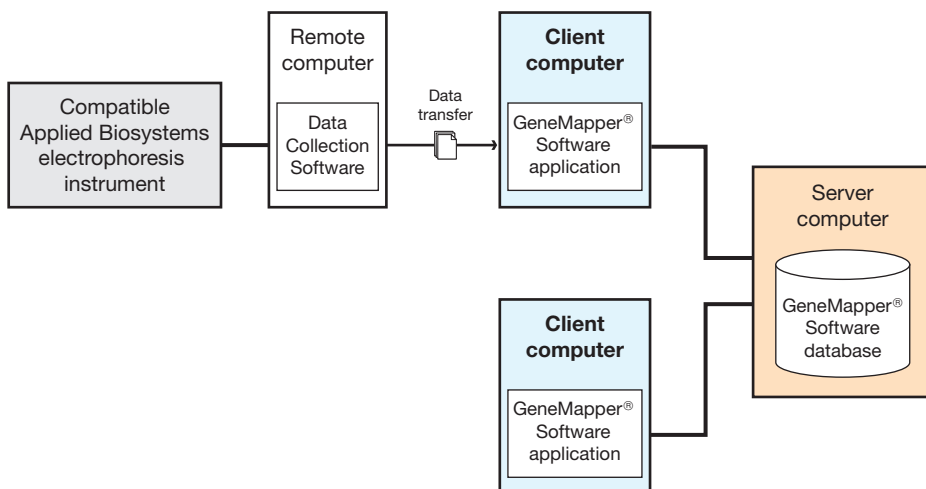 Compatible
Applied Biosystems
electrophoresis
instrument
Remote
computer
Data
Collection
Software
Data
transfer
Client
computer
GeneMapper®
Software
application
Server
computer
GeneMapper®
Software
database
Client
computer
GeneMapper®
Software
application